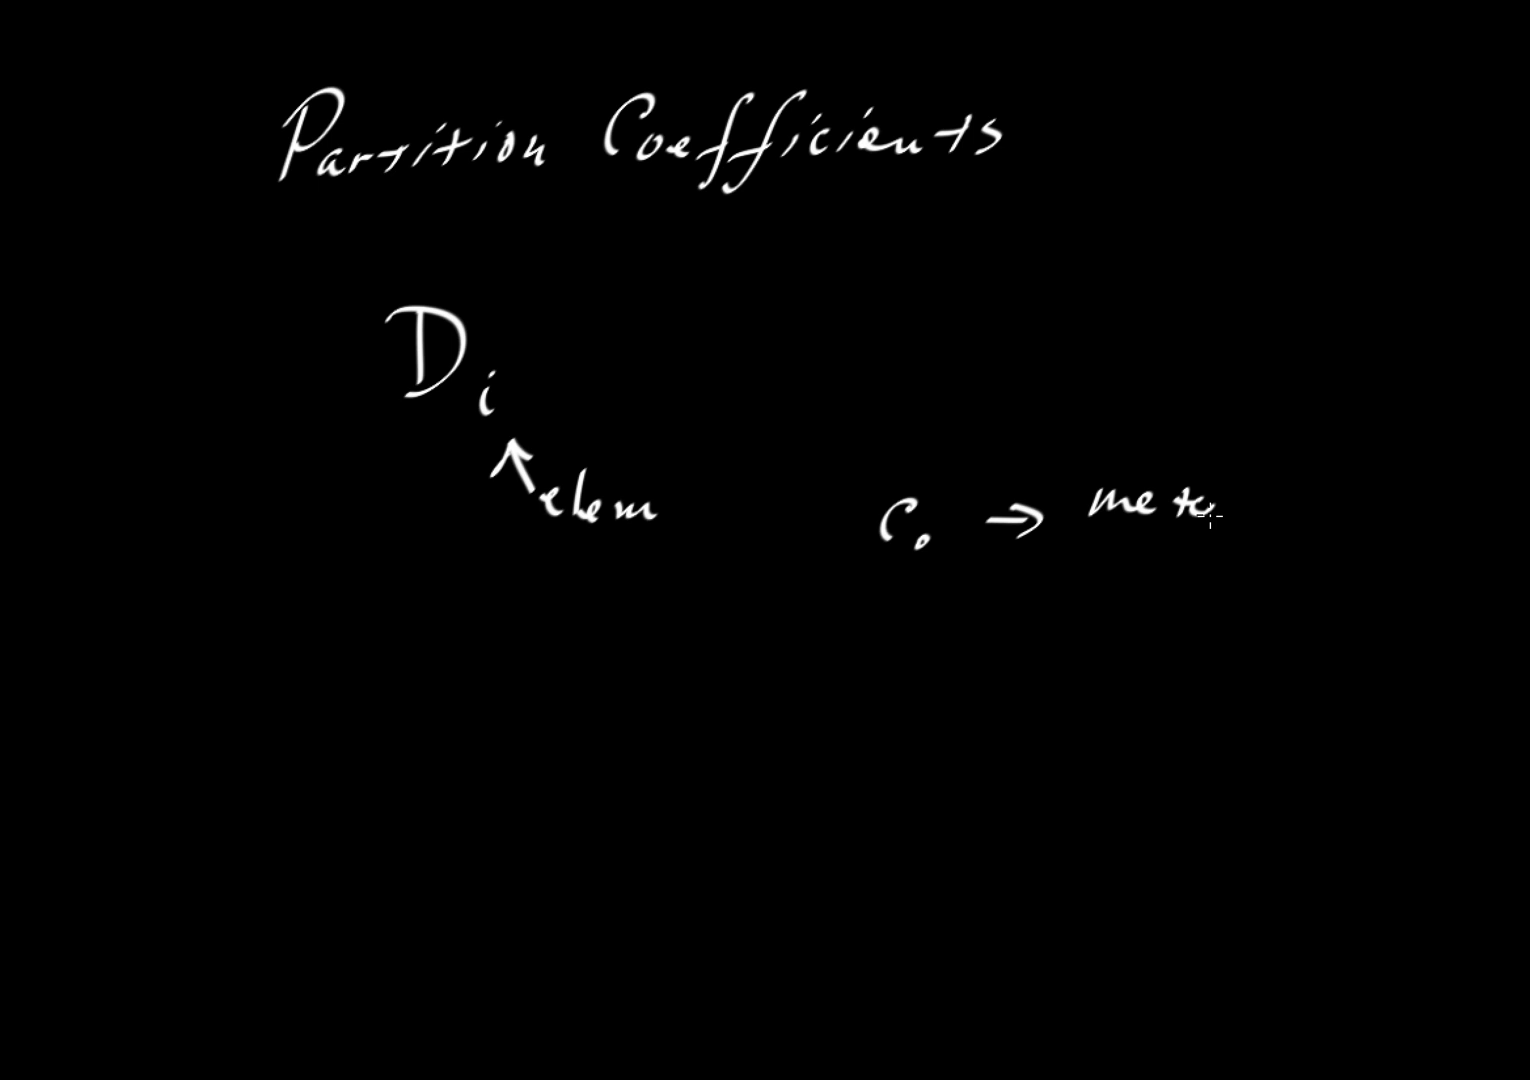 Partition Coefficients
Di
elem
Co → meta